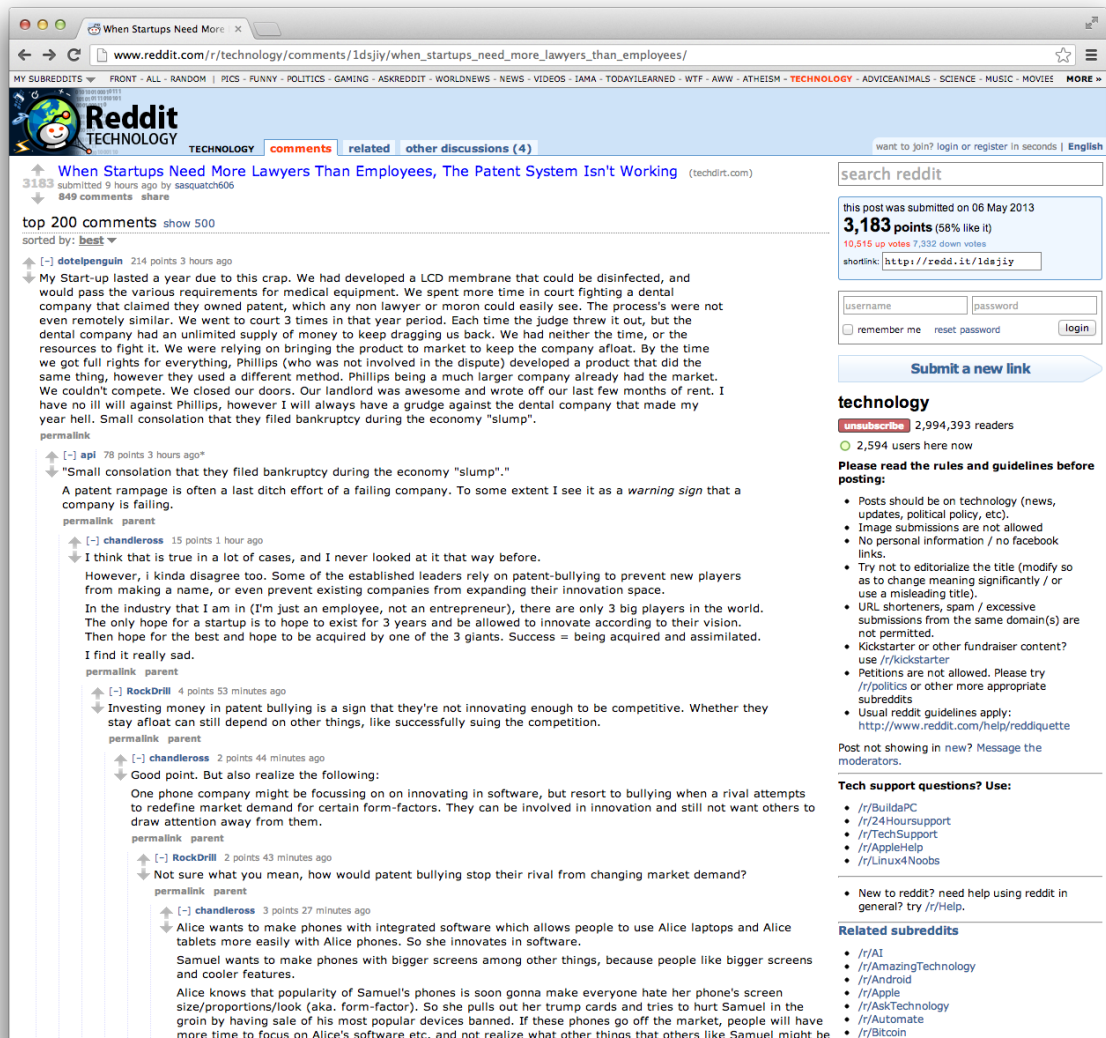 When Startups Need More
www.reddit.com/r/technology/comments/1dsjiy/when_startups_need_more_lawyers_than_employees/
MY SUBREDDITS FRONT - ALL - RANDOM | PICS - FUNNY - POLITICS - GAMING - ASKREDDIT - WORLDNEWS - NEWS - VIDEOS - IAMA - TODAYILEARNED - WTF - AWW - ATHEISM - TECHNOLOGY - ADVICEANIMALS - SCIENCE - MUSIC - MOVIES MORE »
Reddit
TECHNOLOGY
TECHNOLOGY comments related other discussions (4)
want to join? login or register in seconds | English
When Startups Need More Lawyers Than Employees, The Patent System Isn't Working (techdirt.com)
3183 submitted 9 hours ago by sasquatch606
849 comments share
top 200 comments show 500
sorted by: best
[-] dotelpenguin 214 points 3 hours ago
My Start-up lasted a year due to this crap. We had developed a LCD membrane that could be disinfected, and
would pass the various requirements for medical equipment. We spent more time in court fighting a dental
company that claimed they owned patent, which any non lawyer or moron could easily see. The process's were not
even remotely similar. We went to court 3 times in that year period. Each time the judge threw it out, but the
dental company had an unlimited supply of money to keep dragging us back. We had neither the time, or the
resources to fight it. We were relying on bringing the product to market to keep the company afloat. By the time
we got full rights for everything, Phillips (who was not involved in the dispute) developed a product that did the
same thing, however they used a different method. Phillips being a much larger company already had the market.
We couldn't compete. We closed our doors. Our landlord was awesome and wrote off our last few months of rent. I
have no ill will against Phillips, however I will always have a grudge against the dental company that made my
year hell. Small consolation that they filed bankruptcy during the economy "slump".
permalink
[-] api 78 points 3 hours ago*
"Small consolation that they filed bankruptcy during the economy "slump"."
A patent rampage is often a last ditch effort of a failing company. To some extent I see it as a warning sign that a
company is failing.
permalink parent
[-] chandleross 15 points 1 hour ago
I think that is true in a lot of cases, and I never looked at it that way before.
However, i kinda disagree too. Some of the established leaders rely on patent-bullying to prevent new players
from making a name, or even prevent existing companies from expanding their innovation space.
In the industry that I am in (I'm just an employee, not an entrepreneur), there are only 3 big players in the world.
The only hope for a startup is to hope to exist for 3 years and be allowed to innovate according to their vision.
Then hope for the best and hope to be acquired by one of the 3 giants. Success = being acquired and assimilated.
I find it really sad.
permalink parent
[-] RockDrill 4 points 53 minutes ago
Investing money in patent bullying is a sign that they're not innovating enough to be competitive. Whether they
stay afloat can still depend on other things, like successfully suing the competition.
permalink parent
[-] chandleross 2 points 44 minutes ago
Good point. But also realize the following:
One phone company might be focussing on on innovating in software, but resort to bullying when a rival attempts
to redefine market demand for certain form-factors. They can be involved in innovation and still not want others to
draw attention away from them.
permalink parent
[-] RockDrill 2 points 43 minutes ago
Not sure what you mean, how would patent bullying stop their rival from changing market demand?
permalink parent
[-] chandleross 3 points 27 minutes ago
Alice wants to make phones with integrated software which allows people to use Alice laptops and Alice
tablets more easily with Alice phones. So she innovates in software.
Samuel wants to make phones with bigger screens among other things, because people like bigger screens
and cooler features.
Alice knows that popularity of Samuel's phones is soon gonna make everyone hate her phone's screen
size/proportions/look (aka. form-factor). So she pulls out her trump cards and tries to hurt Samuel in the
groin by having sale of his most popular devices banned. If these phones go off the market, people will have
more time to focus on Alice's software etc. and not realize what other things that others like Samuel might be
search reddit
this post was submitted on 06 May 2013
3,183 points (58% like it)
10,515 up votes 7,332 down votes
shortlink: http://redd.it/1dsjiy
username password
remember me reset password login
Submit a new link
technology
unsubscribe 2,994,393 readers
2,594 users here now
Please read the rules and guidelines before
posting:
Posts should be on technology (news,
updates, political policy, etc).
Image submissions are not allowed
No personal information / no facebook
links.
Try not to editorialize the title (modify so
as to change meaning significantly / or
use a misleading title).
URL shorteners, spam / excessive
submissions from the same domain(s) are
not permitted.
Kickstarter or other fundraiser content?
use /r/kickstarter
Petitions are not allowed. Please try
/r/politics or other more appropriate
subreddits
Usual reddit guidelines apply:
http://www.reddit.com/help/reddiquette
Post not showing in new? Message the
moderators.
Tech support questions? Use:
/r/BuildaPC
/r/24Hoursupport
/r/TechSupport
/r/AppleHelp
/r/Linux4Noobs
New to reddit? need help using reddit in
general? try /r/Help.
Related subreddits
/r/AI
/r/AmazingTechnology
/r/Android
/r/Apple
/r/AskTechnology
/r/Automate
/r/Bitcoin